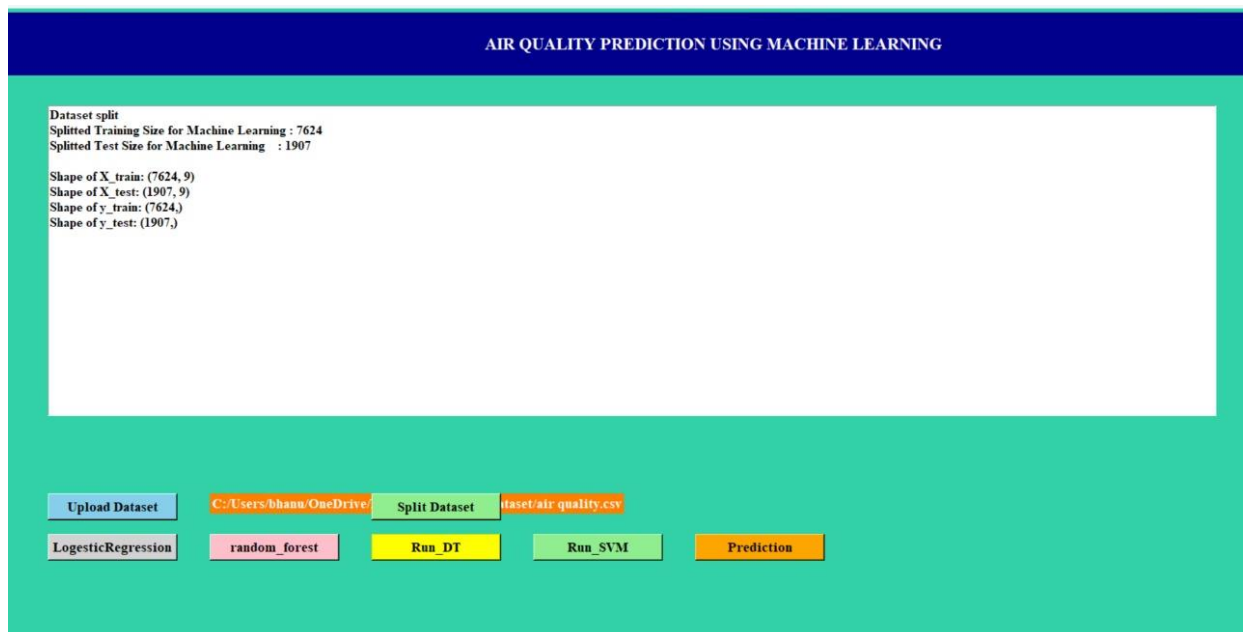 AIR QUALITY PREDICTION USING MACHINE LEARNING
Dataset split
Splitted Training Size for Machine Learning : 7624
Splitted Test Size for Machine Learning : 1907
Shape of X_train: (7624, 9)
Shape of X_test: (1907, 9)
Shape of y_train: (7624,)
Shape of y_test: (1907,)
Upload Dataset C:/Users/bhanu/OneDrive/ Split Dataset taset/air quality.csv
LogesticRegression random_forest Run_DT Run_SVM Prediction